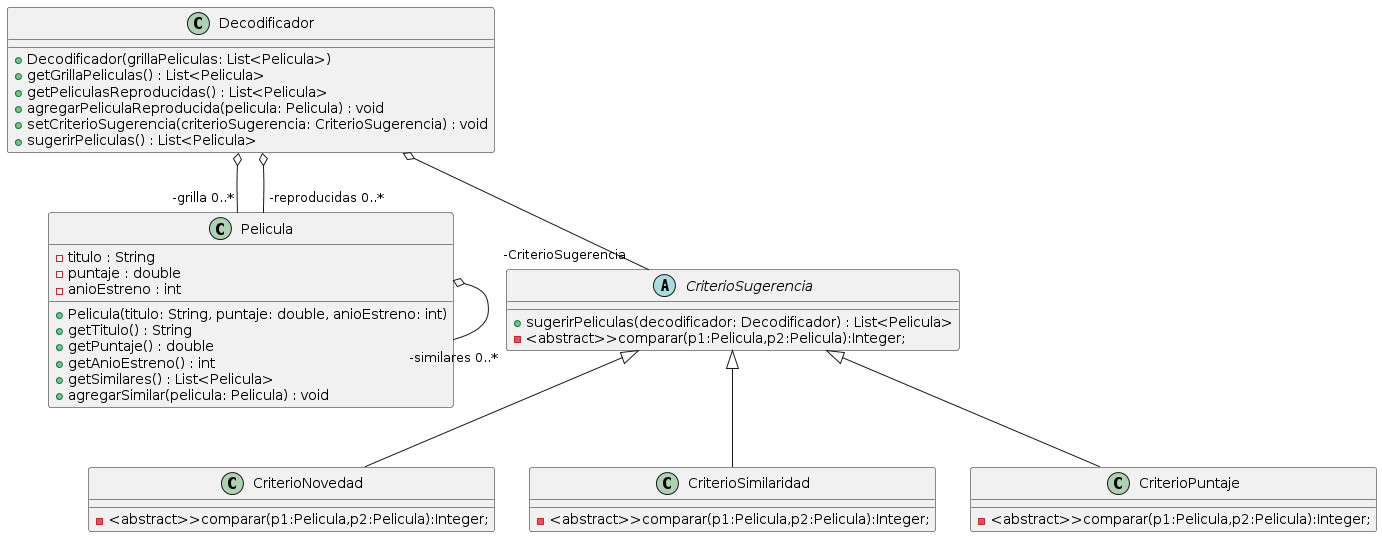 C Decodificador
Decodificador(grillaPeliculas: List<Pelicula>)
getGrillaPeliculas() : List<Pelicula>
getPeliculasReproducidas() : List<Pelicula>
agregarPeliculaReproducida(pelicula: Pelicula) : void
setCriterioSugerencia(criterioSugerencia: CriterioSugerencia) : void
sugerirPeliculas() : List<Pelicula>
-grilla 0..*
-reproducidas 0..*
C Pelicula
titulo : String
puntaje : double
anioEstreno : int
Pelicula(titulo: String, puntaje: double, anioEstreno: int)
getTitulo() : String
getPuntaje() : double
getAnioEstreno() : int
getSimilares() : List<Pelicula>
agregarSimilar(pelicula: Pelicula) : void
-similares 0..*
-CriterioSugerencia
A CriterioSugerencia
sugerirPeliculas(decodificador: Decodificador) : List<Pelicula>
<abstract>>comparar(p1:Pelicula,p2:Pelicula):Integer;
C CriterioNovedad
<abstract>>comparar(p1:Pelicula,p2:Pelicula):Integer;
C CriterioSimilaridad
<abstract>>comparar(p1:Pelicula,p2:Pelicula):Integer;
C CriterioPuntaje
<abstract>>comparar(p1:Pelicula,p2:Pelicula):Integer;